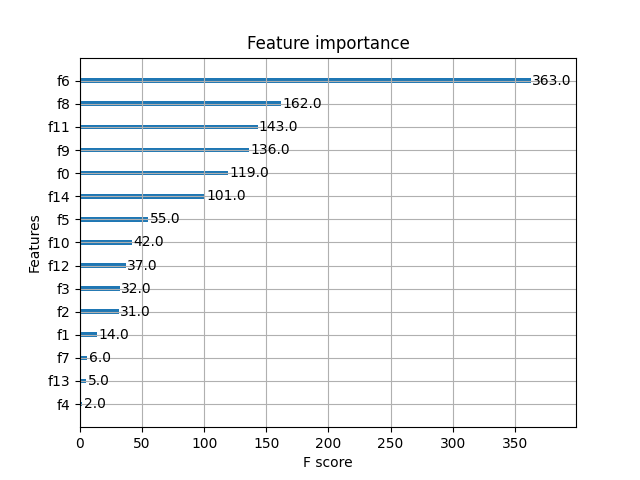 Feature importance
f6 363.0
f8 162.0
f11 143.0
f9 136.0
f0 119.0
f14 101.0
f5 55.0
f10 42.0
f12 37.0
f3 32.0
f2 31.0
f1 14.0
f7 6.0
f13 5.0
f4 2.0
Features
0 50 100 150 200 250 300 350
F score